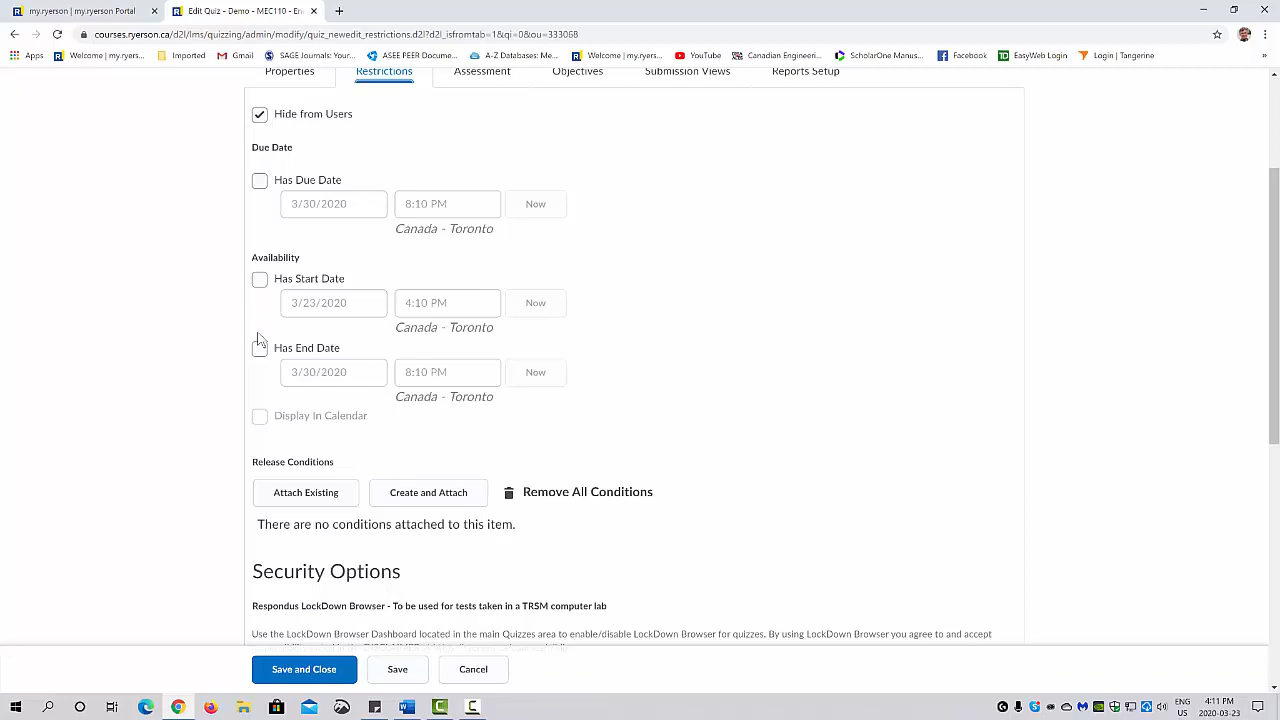 my.ryerson | my.ryerson Portal
Edit Quiz - Demo - MEC110 - En
courses.ryerson.ca/d2l/lms/quizzing/admin/modify/quiz_newedit_restrictions.d2l?d2l_isfromtab=1&qi=0&ou=333068
Apps
Welcome | my.ryers...
Imported
Gmail
SAGE Journals: Your...
ASEE PEER Docume...
A-Z Databases: Me...
Welcome | my.ryers...
YouTube
Canadian Engineeri...
ScholarOne Manus...
Facebook
EasyWeb Login
Login | Tangerine
»
Properties
Restrictions
Assessment
Objectives
Submission Views
Reports Setup
Hide from Users
Due Date
Has Due Date
3/30/2020
8:10 PM
Now
Canada - Toronto
Availability
Has Start Date
3/23/2020
4:10 PM
Now
Canada - Toronto
Has End Date
3/30/2020
8:10 PM
Now
Canada - Toronto
Display In Calendar
Release Conditions
Attach Existing
Create and Attach
Remove All Conditions
There are no conditions attached to this item.
Security Options
Respondus LockDown Browser - To be used for tests taken in a TRSM computer lab
Use the LockDown Browser Dashboard located in the main Quizzes area to enable/disable LockDown Browser for quizzes. By using LockDown Browser you agree to and accept
Save and Close
Save
Cancel
ENG
US
4:11 PM
2020-03-23